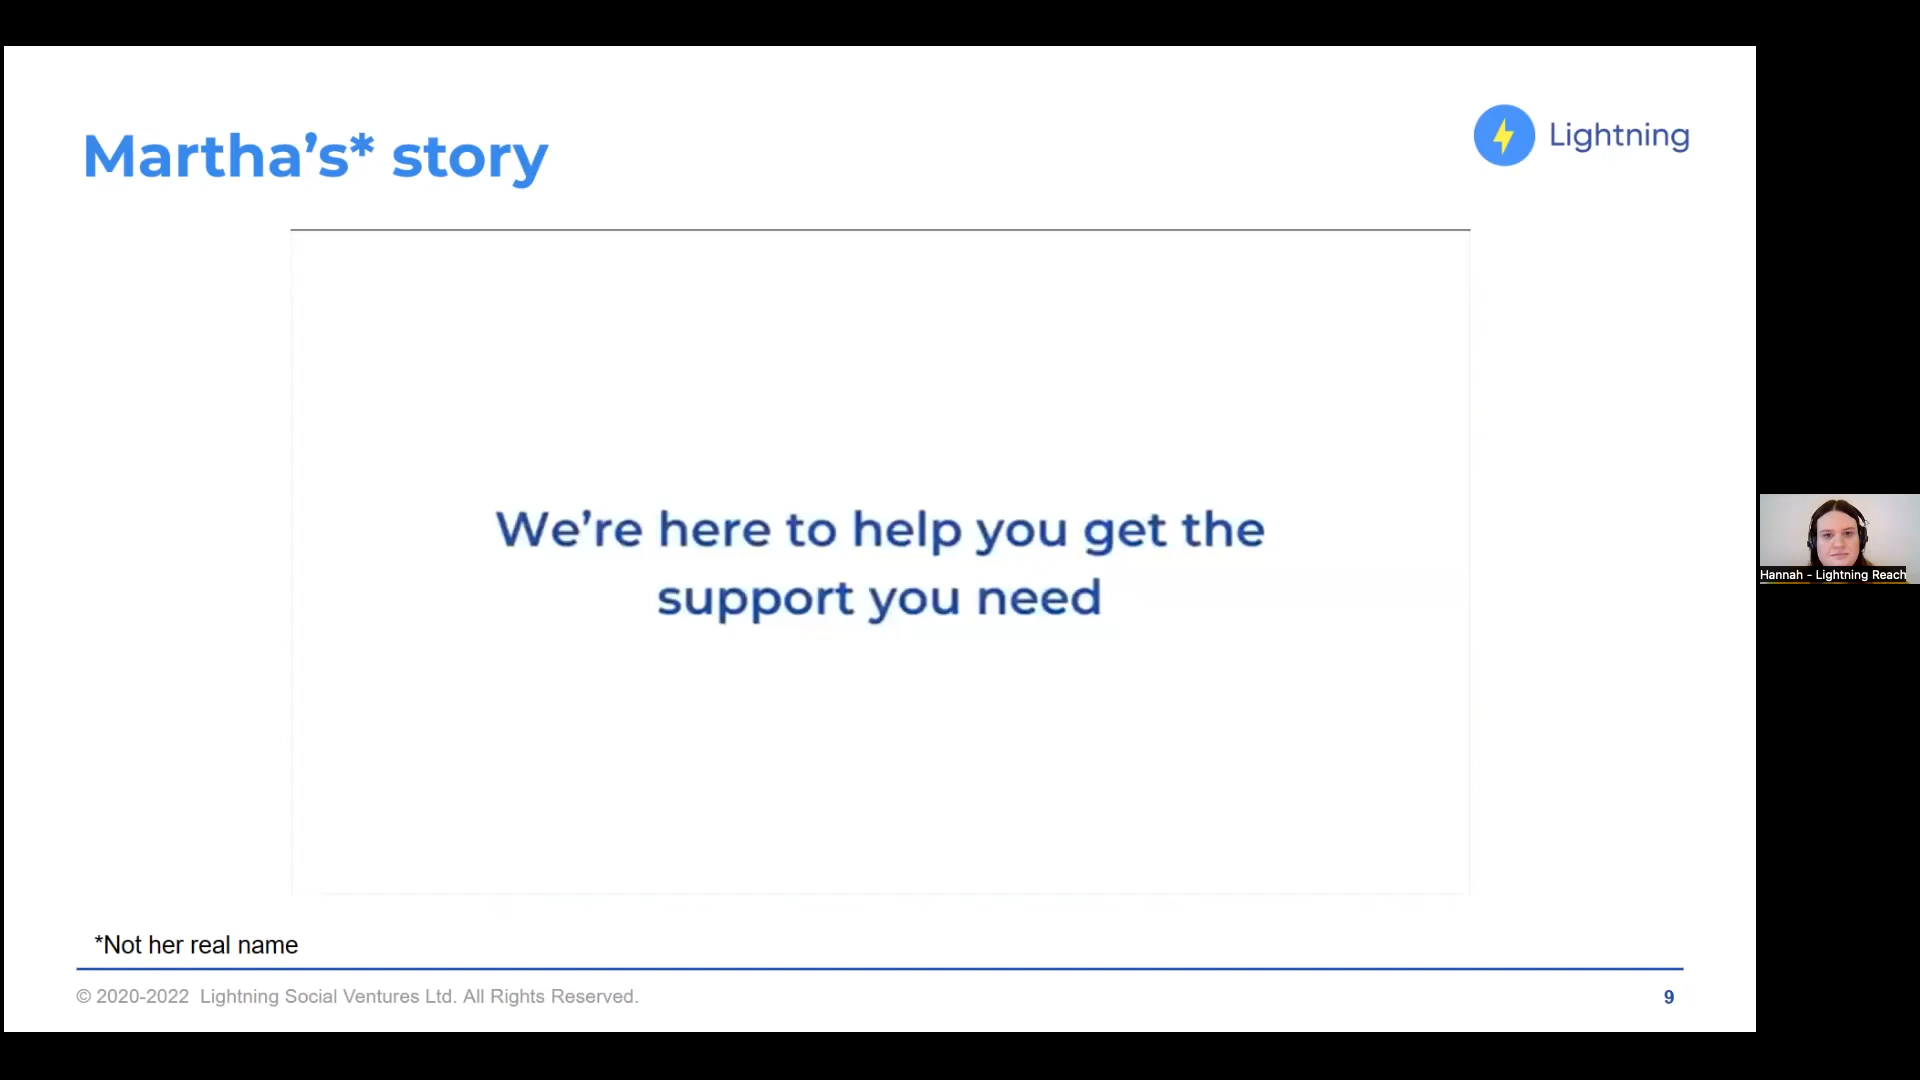 Martha’s* story
Lightning
We’re here to help you get the
support you need
Hannah - Lightning Reach
*Not her real name
© 2020-2022 Lightning Social Ventures Ltd. All Rights Reserved.
9